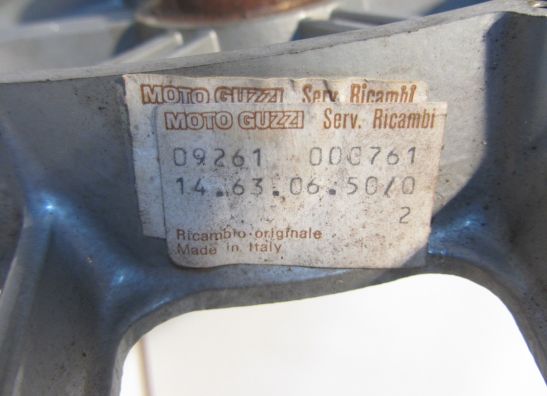 MOTO GUZZI Serv. Ricambi
MOTO GUZZI Serv. Ricambi
09261 000761
14.63.06.50/0
2
Ricambio originale
Made in Italy